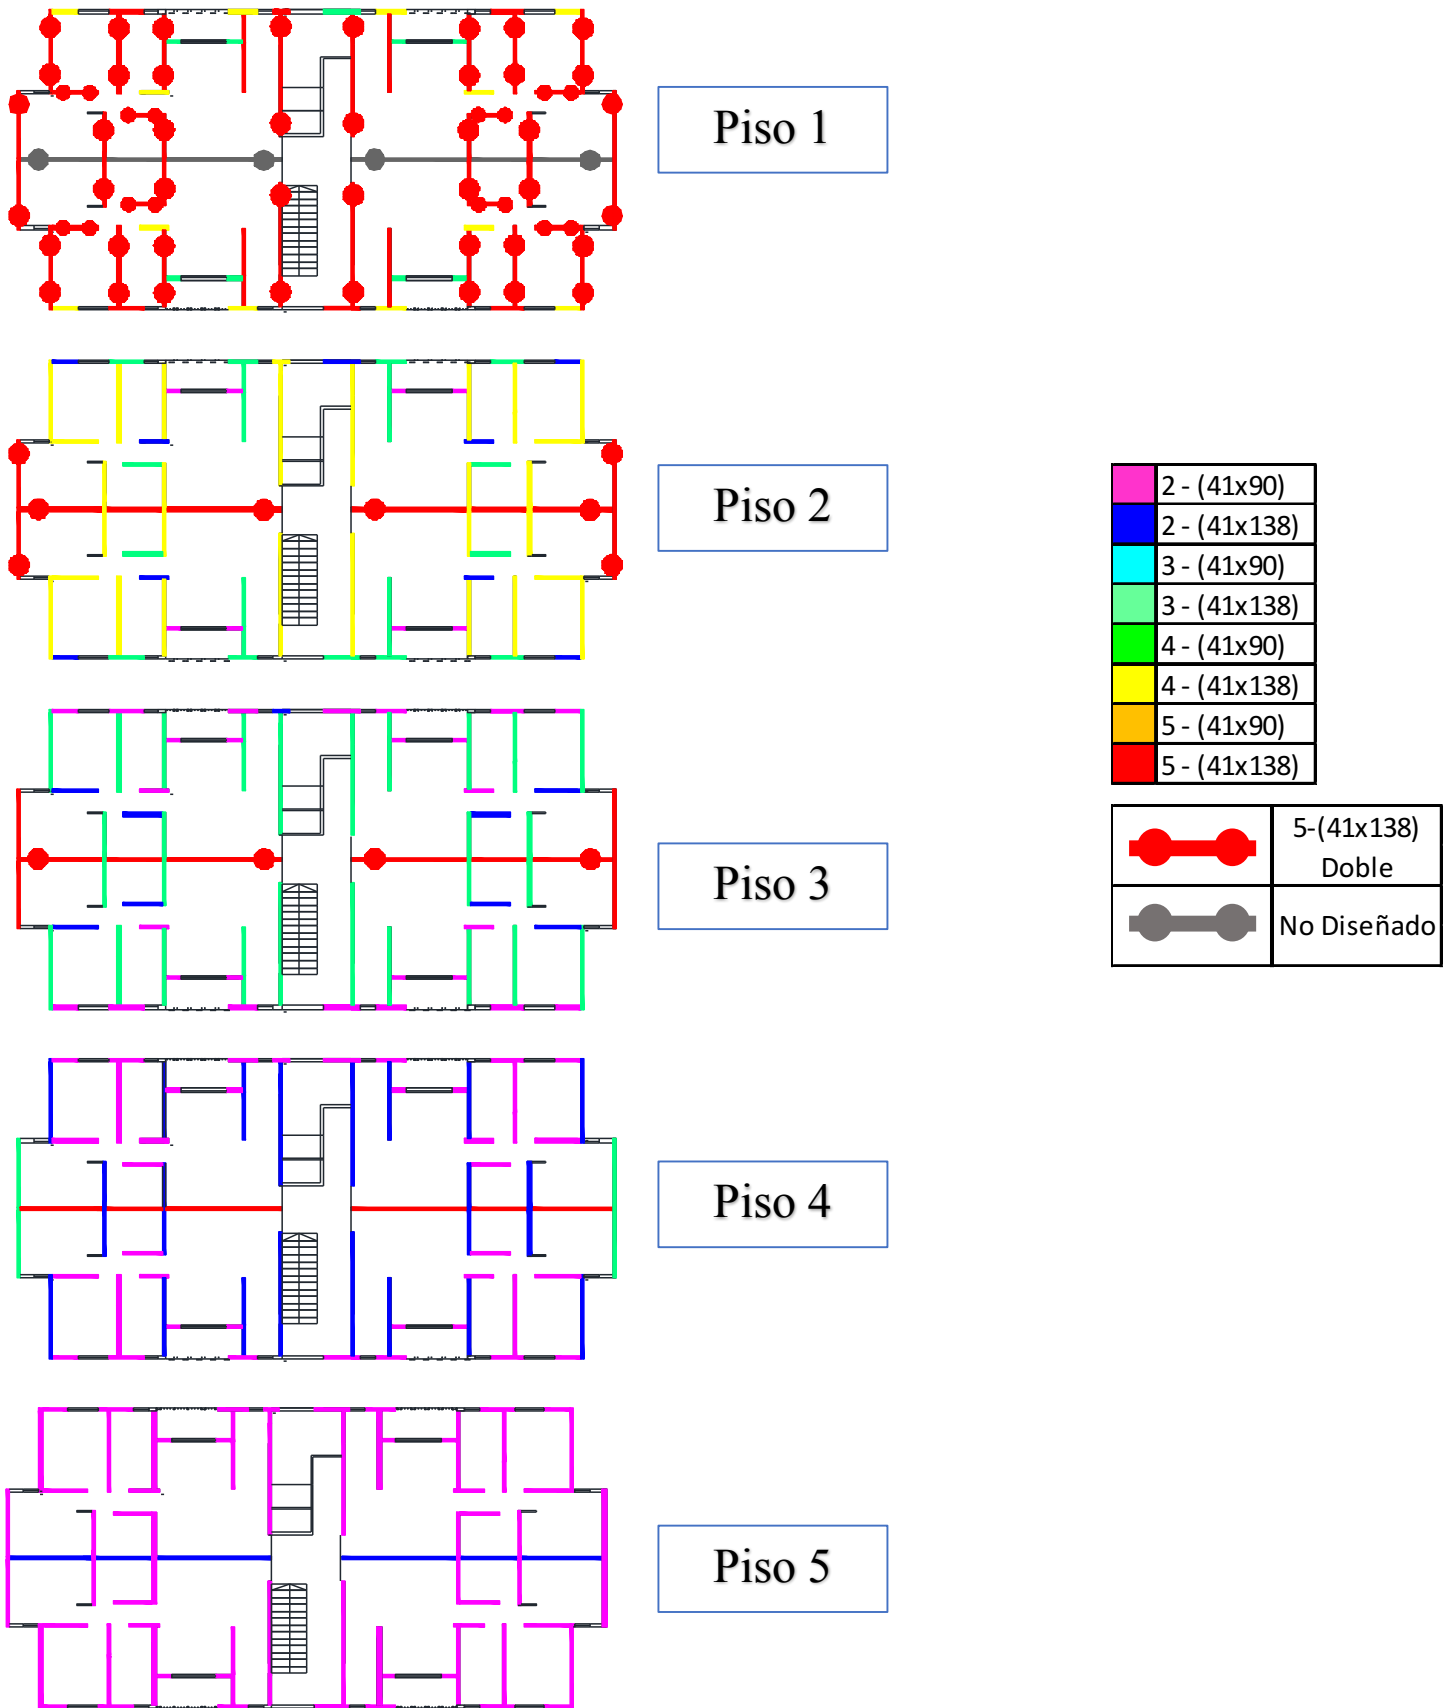 Piso 1
Piso 2
Piso 3
Piso 4
Piso 5
2 - (41x90)
2 - (41x138)
3 - (41x90)
3 - (41x138)
4 - (41x90)
4 - (41x138)
5 - (41x90)
5 - (41x138)
5-(41x138)
Doble
No Diseñado